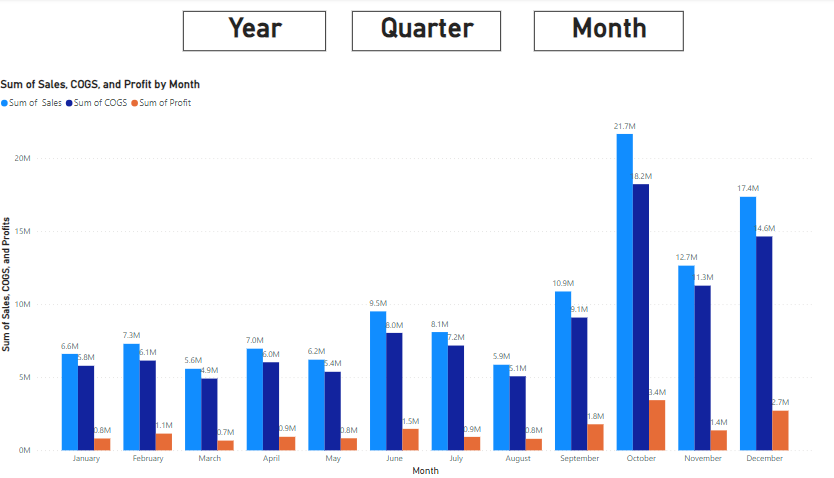 Year Quarter Month
Sum of Sales, COGS, and Profit by Month
Sum of Sales Sum of COGS Sum of Profit
Sum of Sales, COGS, and Profits
21.7M
20M
8.2M
17.4M
15M
4.6M
12.7M
11.3M
10.9M
10M
9.5M
9.1M
8.1M
8.0M
7.3M
7.2M
7.0M
6.6M
6.2M
6.1M
6.0M
5.9M
5.8M
5.6M
5.4M
5.1M
5M
4.9M
3.4M
2.7M
1.8M
1.5M
1.4M
1.1M
0.9M
0.9M
0.8M
0.8M
0.8M
0.7M
0M
January February March April May June July August September October November December
Month